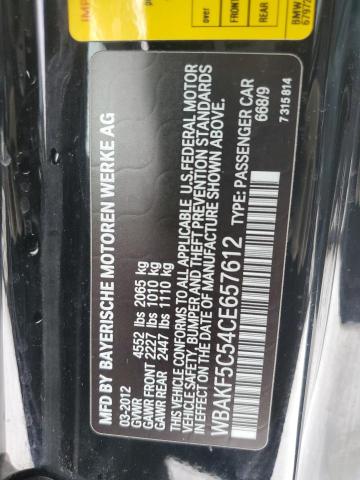 MFD BY BAYERISCHE MOTOREN WERKE AG
03-2012
GVWR 4552 lbs 2065 kg
GAWR FRONT 2227 lbs 1010 kg
GAWR REAR 2447 lbs 1110 kg
THIS VEHICLE CONFORMS TO ALL APPLICABLE U.S. FEDERAL MOTOR
VEHICLE SAFETY, BUMPER AND THEFT PREVENTION STANDARDS
IN EFFECT ON THE DATE OF MANUFACTURE SHOWN ABOVE.
WBAKF5C54CE657612 TYPE: PASSENGER CAR
668/9
7 315 814
over
FRONT
REAR
BMW